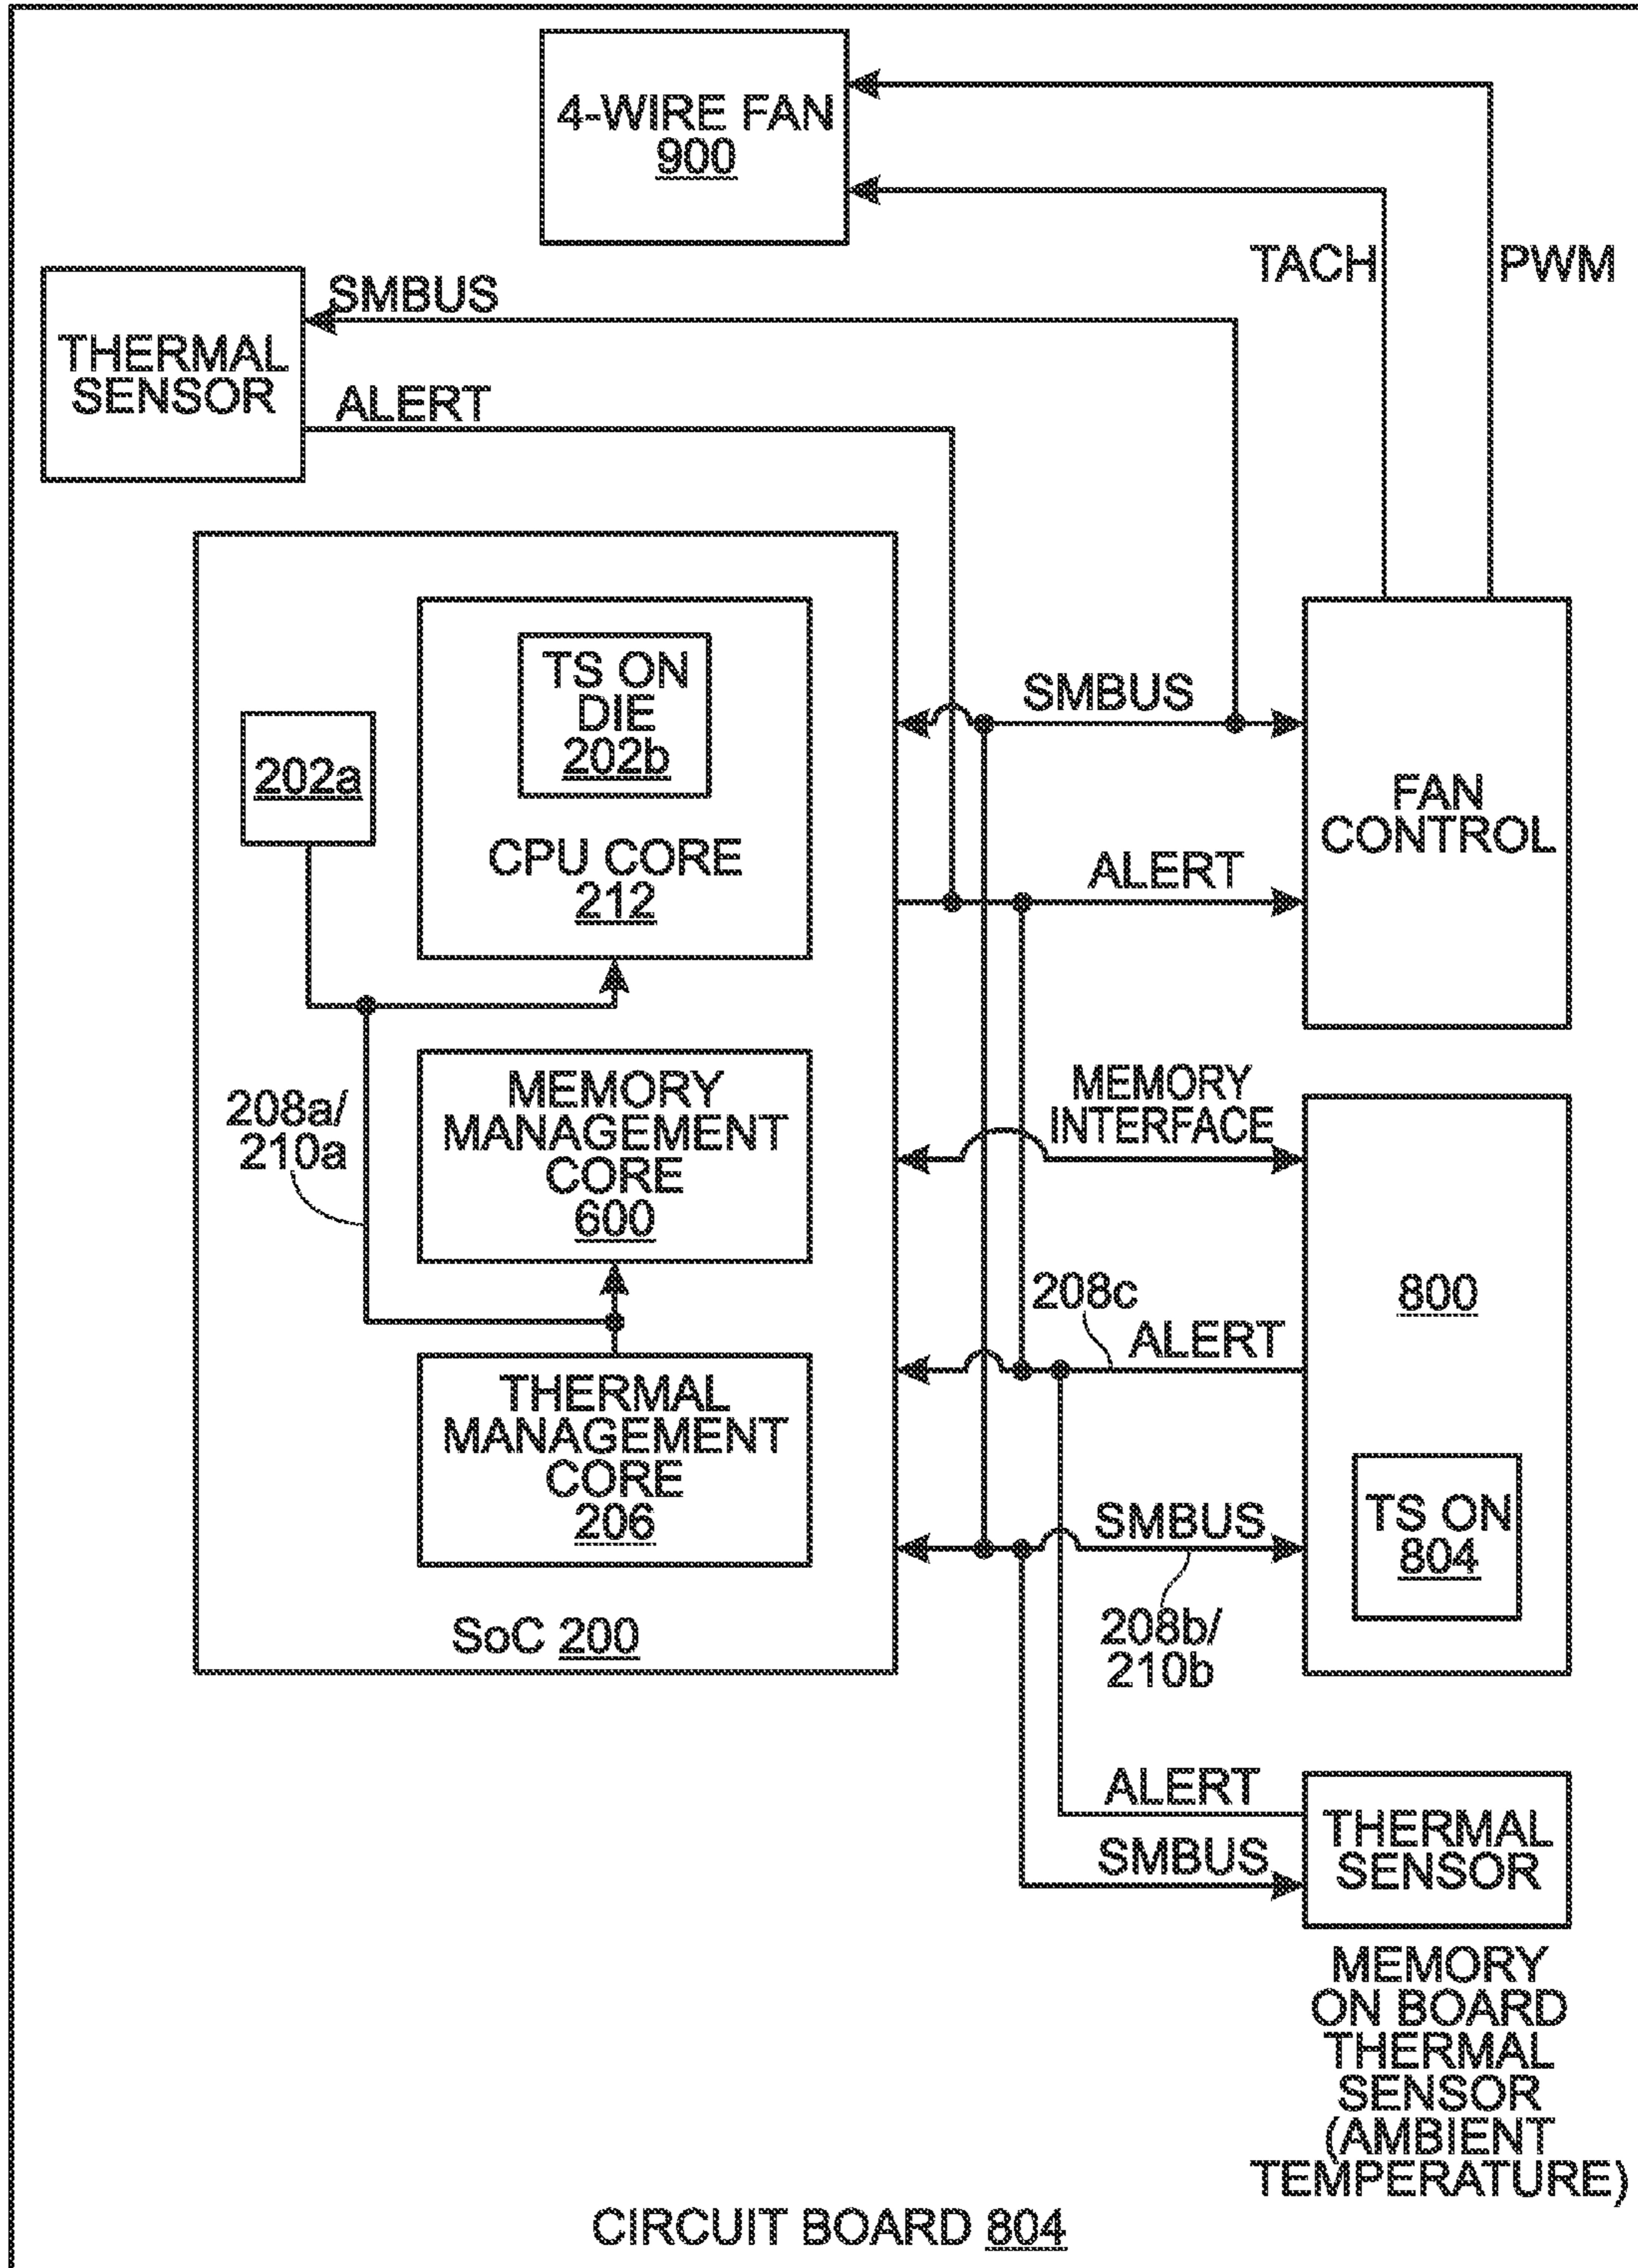 4-WIRE FAN
900
TACH
PWM
SMBUS
THERMAL
SENSOR
ALERT
TS ON
DIE
202b
SMBUS
202a
FAN
CONTROL
CPU CORE
212
ALERT
MEMORY
INTERFACE
MEMORY
MANAGEMENT
CORE
600
208a/
210a
208c
800
ALERT
THERMAL
MANAGEMENT
CORE
206
SMBUS
TS ON
804
208b/
210b
SoC 200
ALERT
SMBUS
THERMAL
SENSOR
MEMORY
ON BOARD
THERMAL
SENSOR
(AMBIENT
TEMPERATURE)
CIRCUIT BOARD 804